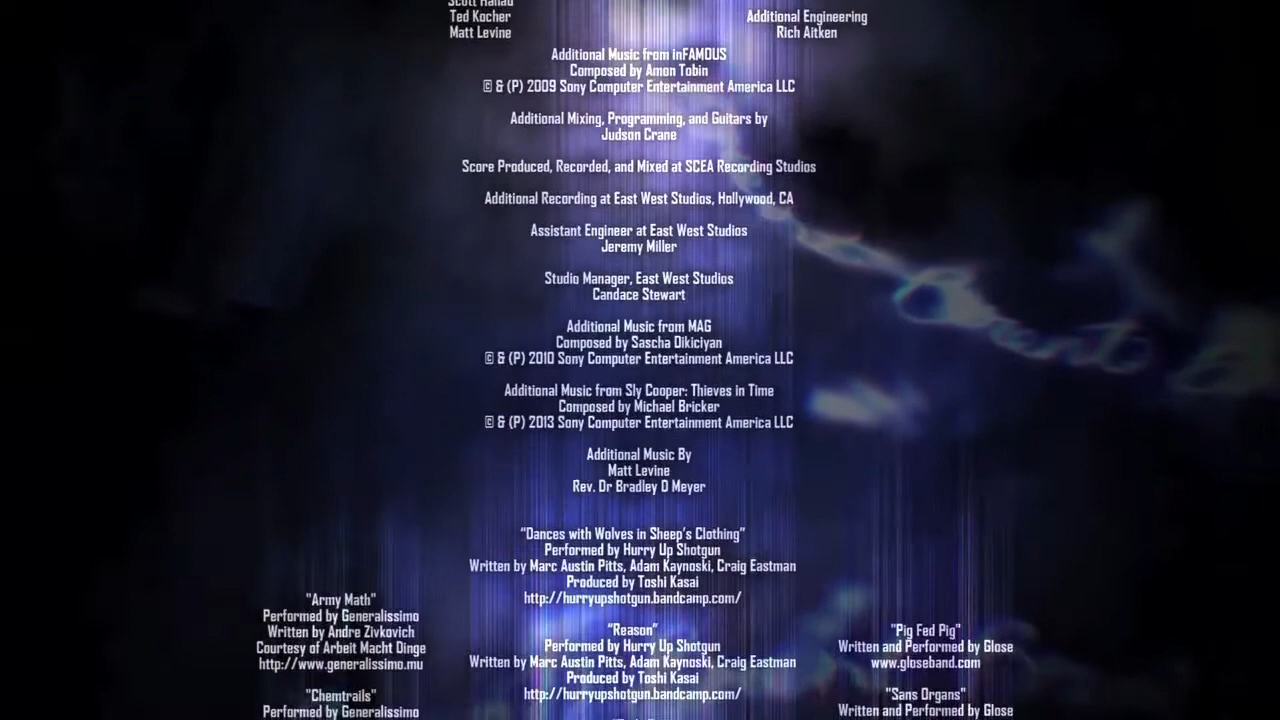 Scott Hanau
Ted Kocher
Matt Levine
Additional Engineering
Rich Aitken
Additional Music from inFAMOUS
Composed by Amon Tobin
© & (P) 2009 Sony Computer Entertainment America LLC
Additional Mixing, Programming, and Guitars by
Judson Crane
Score Produced, Recorded, and Mixed at SCEA Recording Studios
Additional Recording at East West Studios, Hollywood, CA
Assistant Engineer at East West Studios
Jeremy Miller
Studio Manager, East West Studios
Candace Stewart
Additional Music from MAG
Composed by Sascha Dikiciyan
© & (P) 2010 Sony Computer Entertainment America LLC
Additional Music from Sly Cooper: Thieves in Time
Composed by Michael Bricker
© & (P) 2013 Sony Computer Entertainment America LLC
Additional Music By
Matt Levine
Rev. Dr Bradley D Meyer
“Dances with Wolves in Sheep’s Clothing”
Performed by Hurry Up Shotgun
Written by Marc Austin Pitts, Adam Kaynoski, Craig Eastman
Produced by Toshi Kasai
http://hurryupshotgun.bandcamp.com/
“Reason”
Performed by Hurry Up Shotgun
Written by Marc Austin Pitts, Adam Kaynoski, Craig Eastman
Produced by Toshi Kasai
http://hurryupshotgun.bandcamp.com/
"Army Math"
Performed by Generalissimo
Written by Andre Zivkovich
Courtesy of Arbeit Macht Dinge
http://www.generalissimo.mu
"Chemtrails"
Performed by Generalissimo
"Pig Fed Pig"
Written and Performed by Glose
www.gloseband.com
"Sans Organs"
Written and Performed by Glose